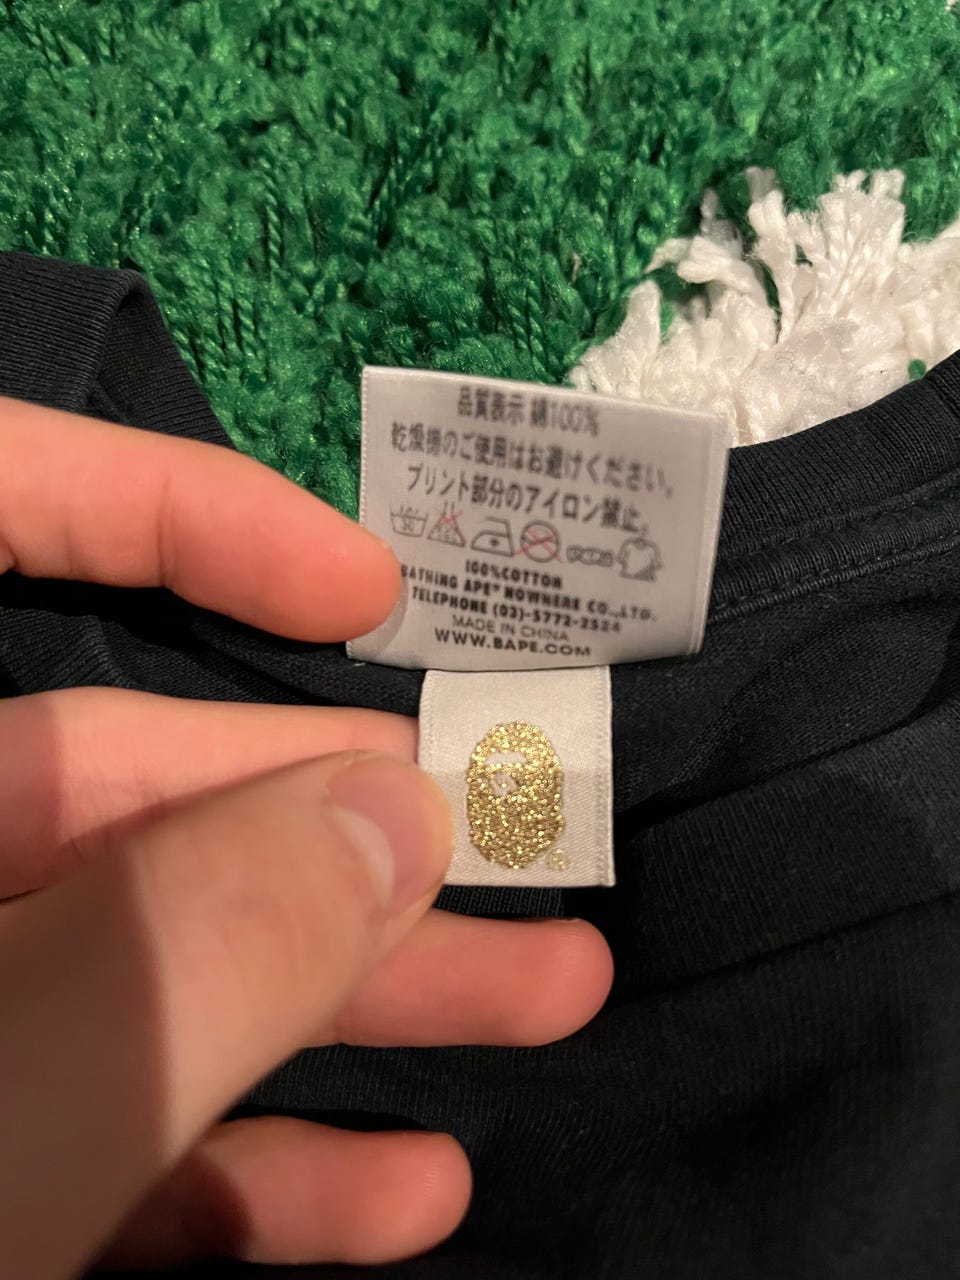 品質表示 綿100%
乾燥機のご使用はお避けください。
プリント部分のアイロン禁止。
100%COTTON
BATHING APE® NOWHERE CO.,LTD.
TELEPHONE (03)-5772-2524
MADE IN CHINA
WWW.BAPE.COM
®